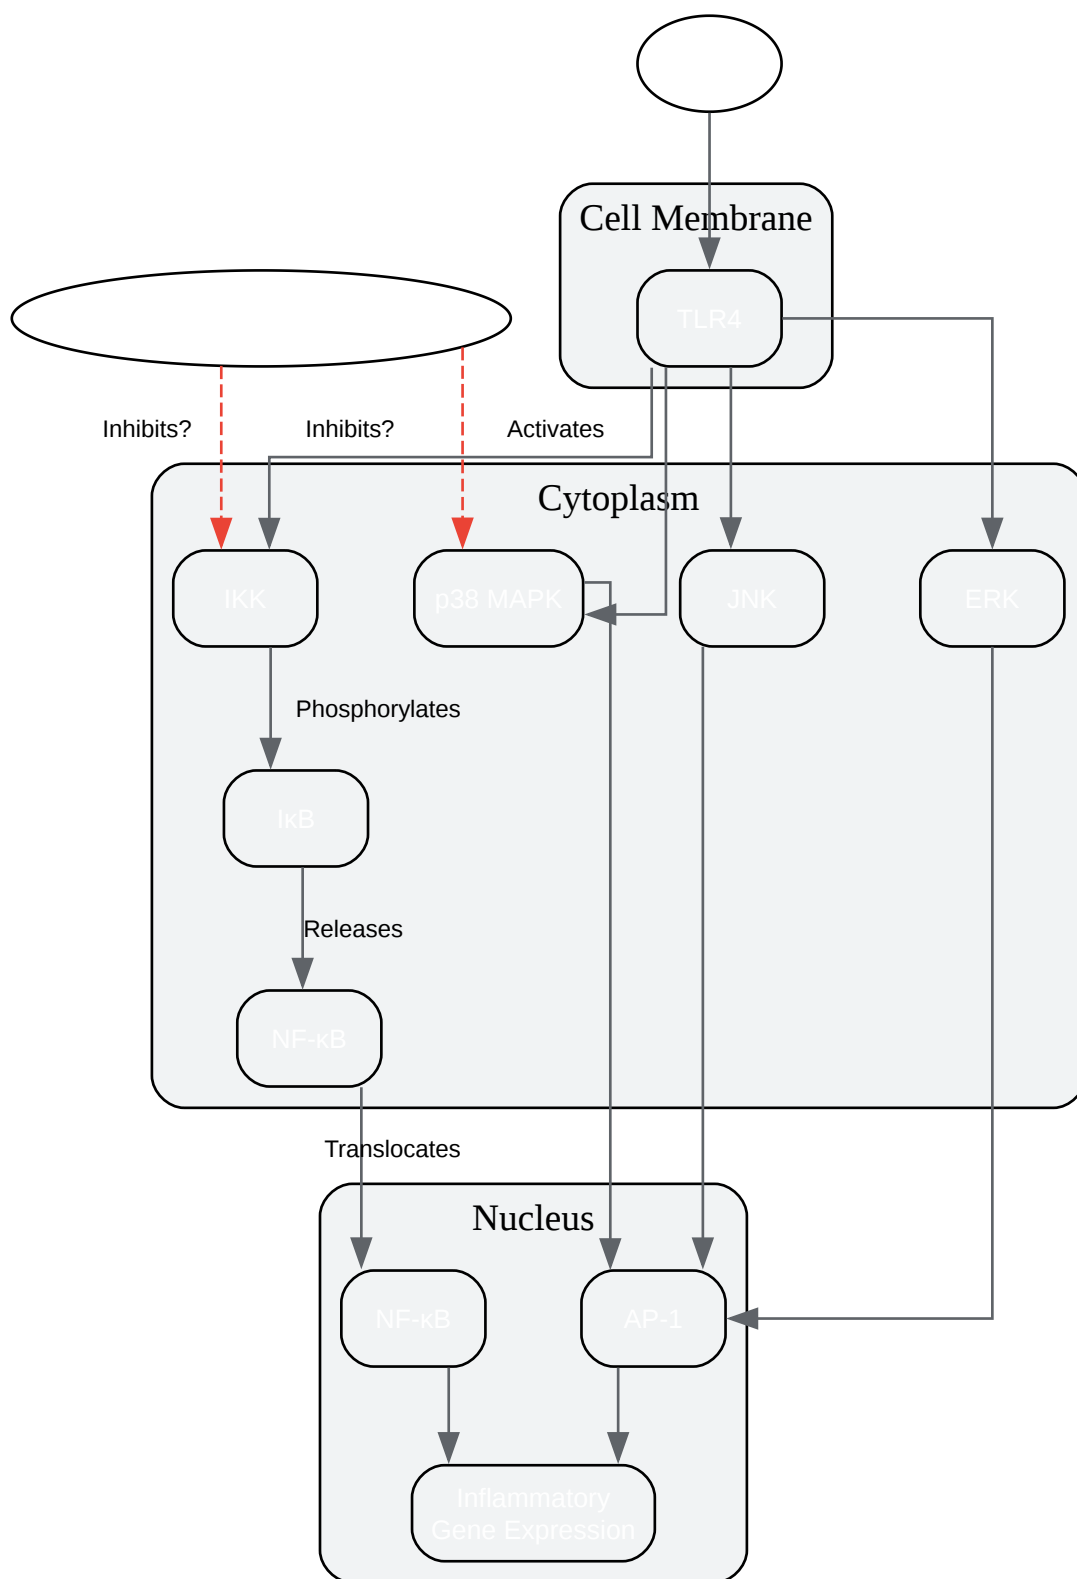 Cell Membrane
TLR4
Inhibits?
Inhibits?
Activates
Cytoplasm
IKK
p38 MAPK
JNK
ERK
Phosphorylates
IκB
Releases
NF-κB
Translocates
Nucleus
NF-κB
AP-1
Inflammatory
Gene Expression